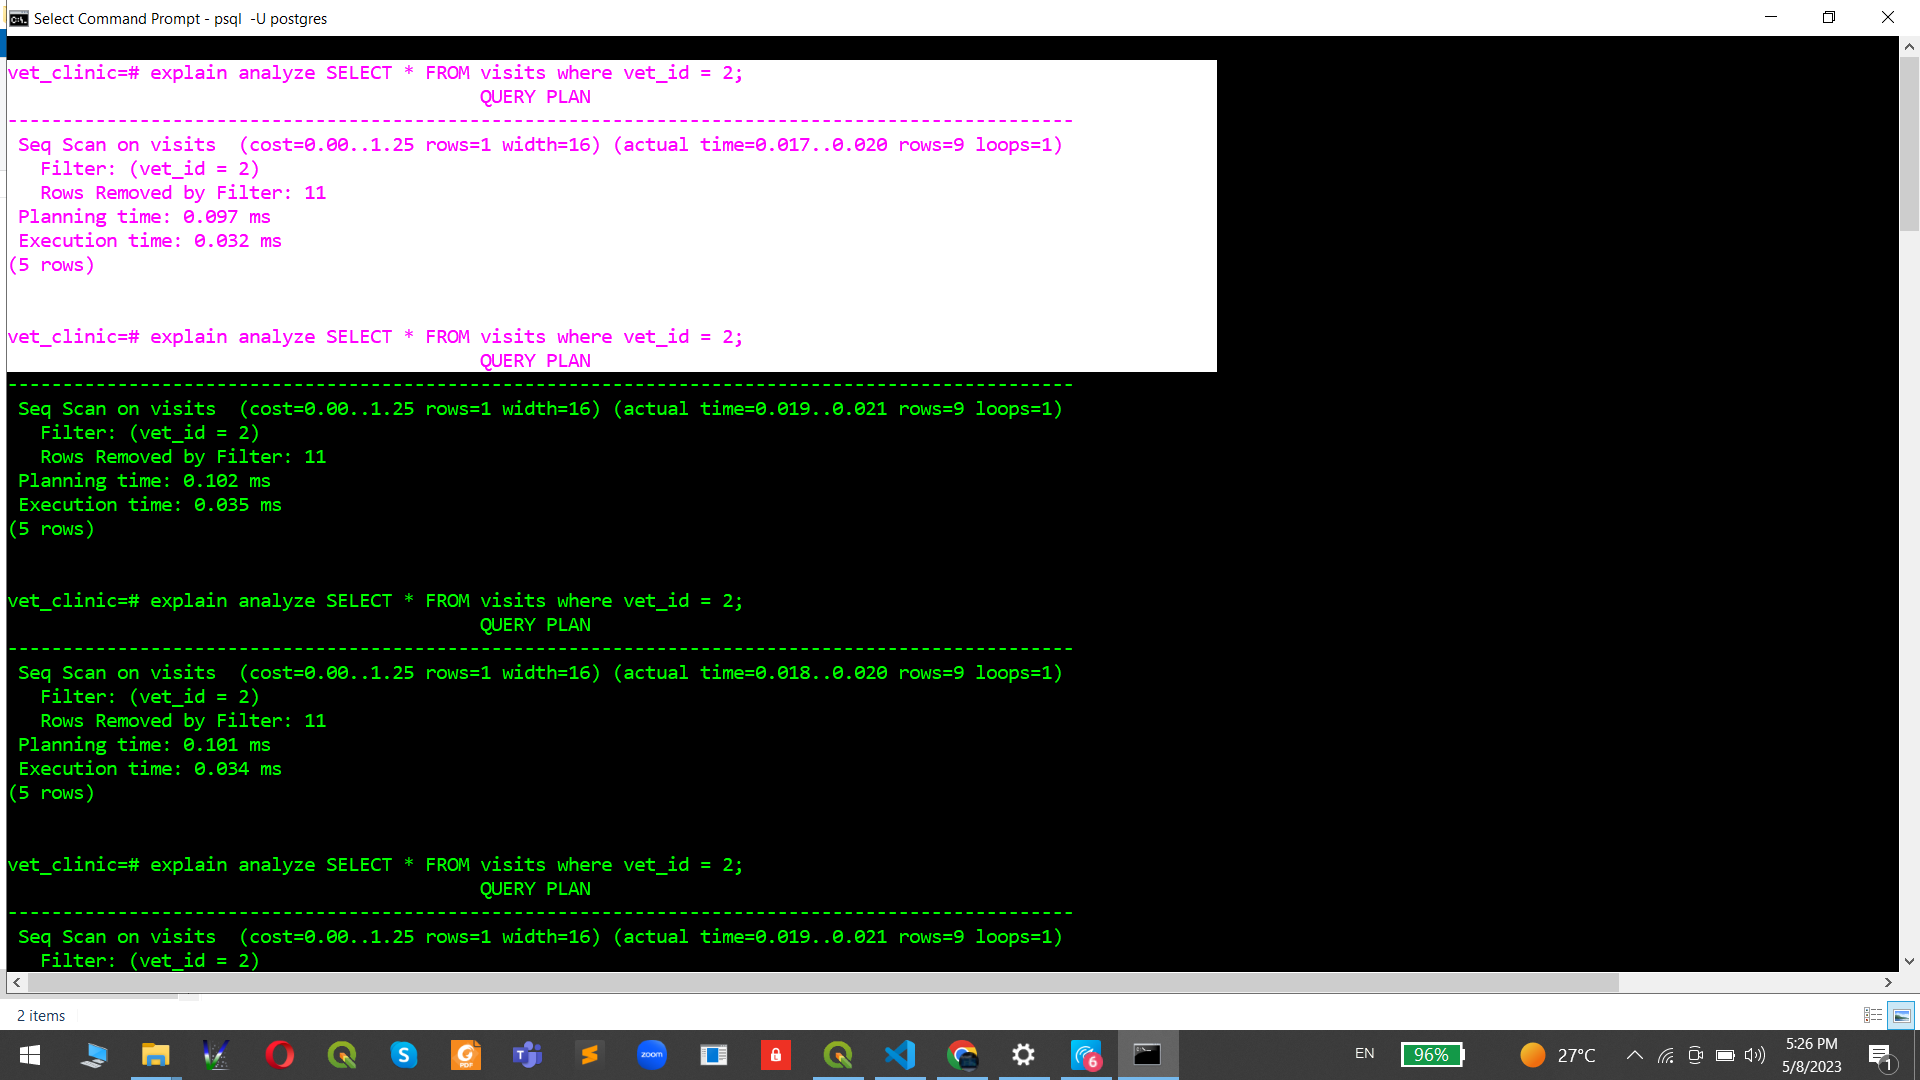 Select Command Prompt - psql  -U postgres
vet_clinic=# explain analyze SELECT * FROM visits where vet_id = 2;
QUERY PLAN
-------------------------------------------------------------------------------------------------
Seq Scan on visits  (cost=0.00..1.25 rows=1 width=16) (actual time=0.017..0.020 rows=9 loops=1)
Filter: (vet_id = 2)
Rows Removed by Filter: 11
Planning time: 0.097 ms
Execution time: 0.032 ms
(5 rows)
vet_clinic=# explain analyze SELECT * FROM visits where vet_id = 2;
QUERY PLAN
-------------------------------------------------------------------------------------------------
Seq Scan on visits  (cost=0.00..1.25 rows=1 width=16) (actual time=0.019..0.021 rows=9 loops=1)
Filter: (vet_id = 2)
Rows Removed by Filter: 11
Planning time: 0.102 ms
Execution time: 0.035 ms
(5 rows)
vet_clinic=# explain analyze SELECT * FROM visits where vet_id = 2;
QUERY PLAN
-------------------------------------------------------------------------------------------------
Seq Scan on visits  (cost=0.00..1.25 rows=1 width=16) (actual time=0.018..0.020 rows=9 loops=1)
Filter: (vet_id = 2)
Rows Removed by Filter: 11
Planning time: 0.101 ms
Execution time: 0.034 ms
(5 rows)
vet_clinic=# explain analyze SELECT * FROM visits where vet_id = 2;
QUERY PLAN
-------------------------------------------------------------------------------------------------
Seq Scan on visits  (cost=0.00..1.25 rows=1 width=16) (actual time=0.019..0.021 rows=9 loops=1)
Filter: (vet_id = 2)
2 items
zoom
PDF
6
EN
96%
27°C
5:26 PM
5/8/2023
1